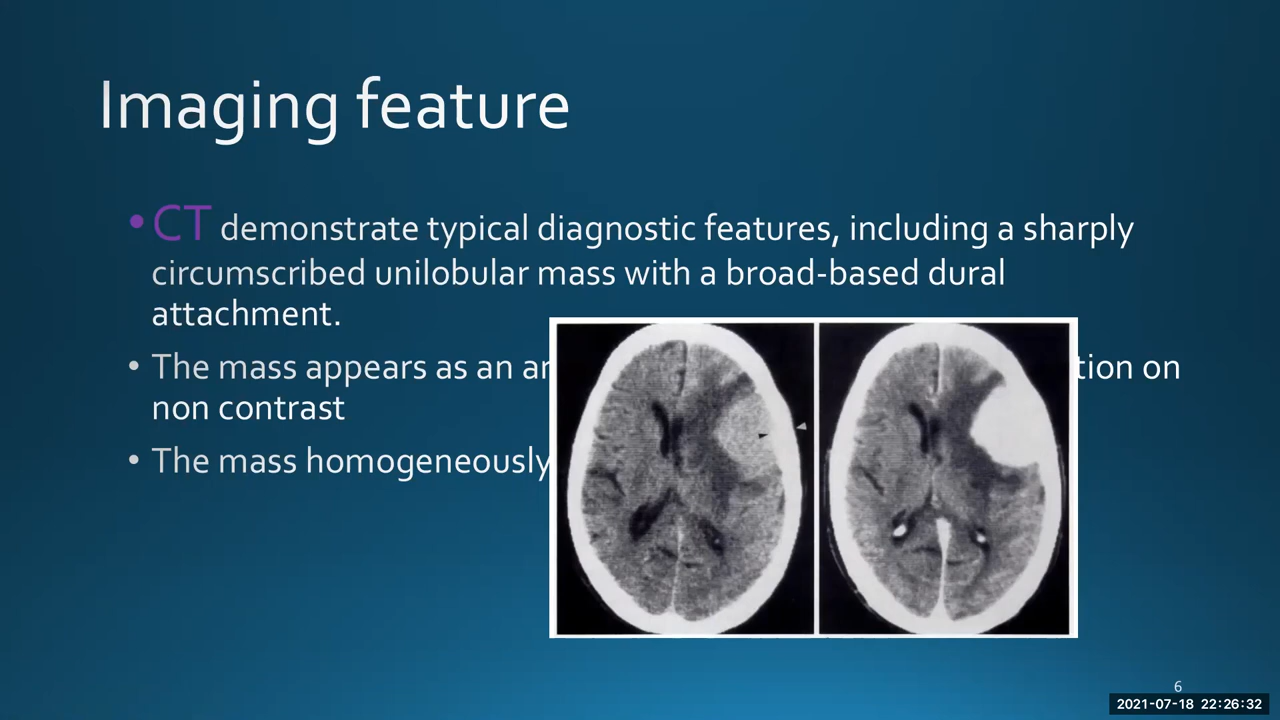 Imaging feature
• CT demonstrate typical diagnostic features, including a sharply
circumscribed unilobular mass with a broad-based dural
attachment.
• The mass appears as an ar tion on
non contrast
• The mass homogeneously
6
2021-07-18 22:26:32